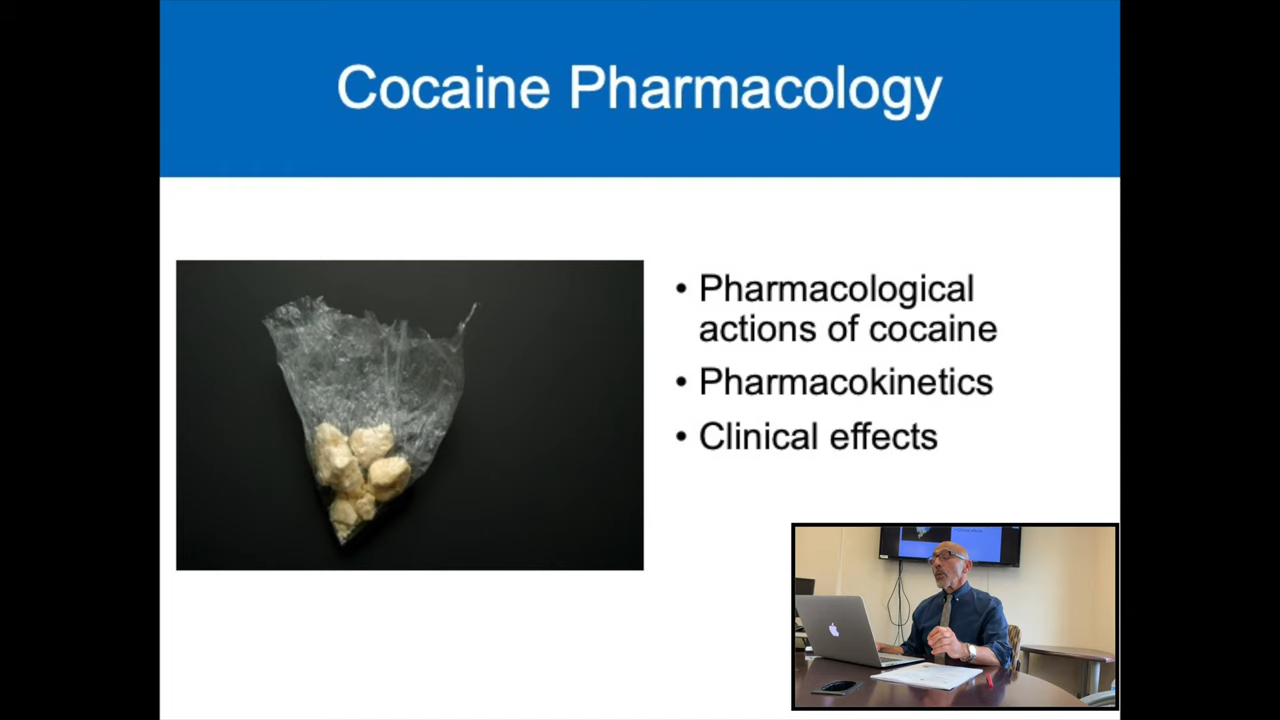 Cocaine Pharmacology
• Pharmacological
actions of cocaine
• Pharmacokinetics
• Clinical effects